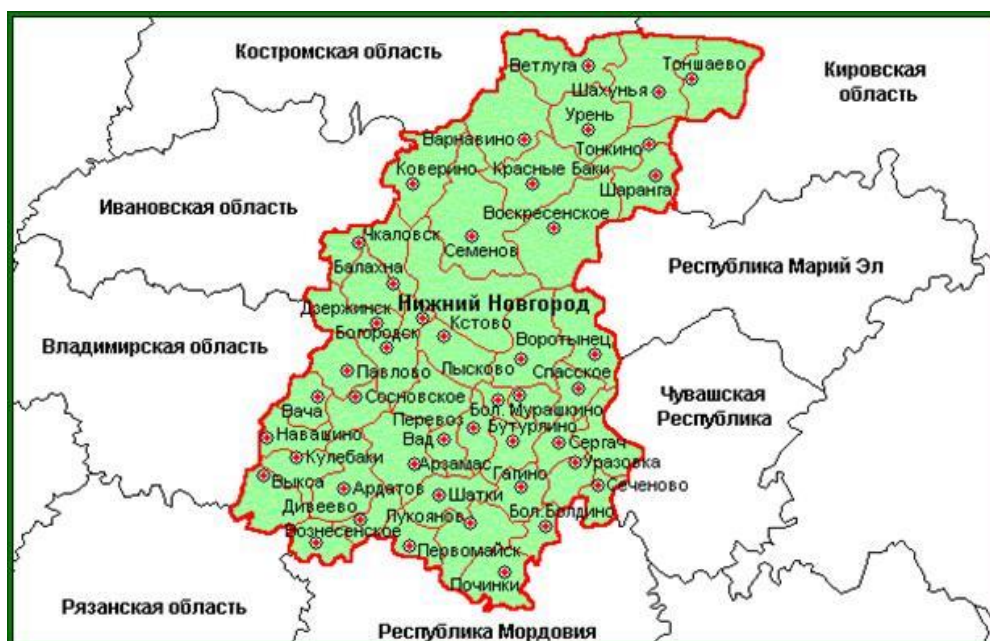 Костромская область
Кировская
область
Ивановская область
Владимирская область
Рязанская область
Республика Мордовия
Республика Марий Эл
Чувашская
Республика
Ветлуга
Тоншаево
Шахунья
Урень
Варнавино
Тонкино
Коверино
Красные Баки
Шаранга
Воскресенское
Чкаловск
Семенов
Балахна
Нижний Новгород
Дзержинск
Кстово
Богородск
Воротынец
Павлово
Лысково
Спасское
Вача
Сосновское
Бол. Мурашкино
Перевоз
Бутурлино
Навашино
Вад
Сергач
Кулебаки
Арзамас
Уразовка
Выкса
Гагино
Сеченово
Ардатов
Шатки
Дивеево
Лукоянов
Бол.Болдино
Вознесенское
Первомайск
Починки